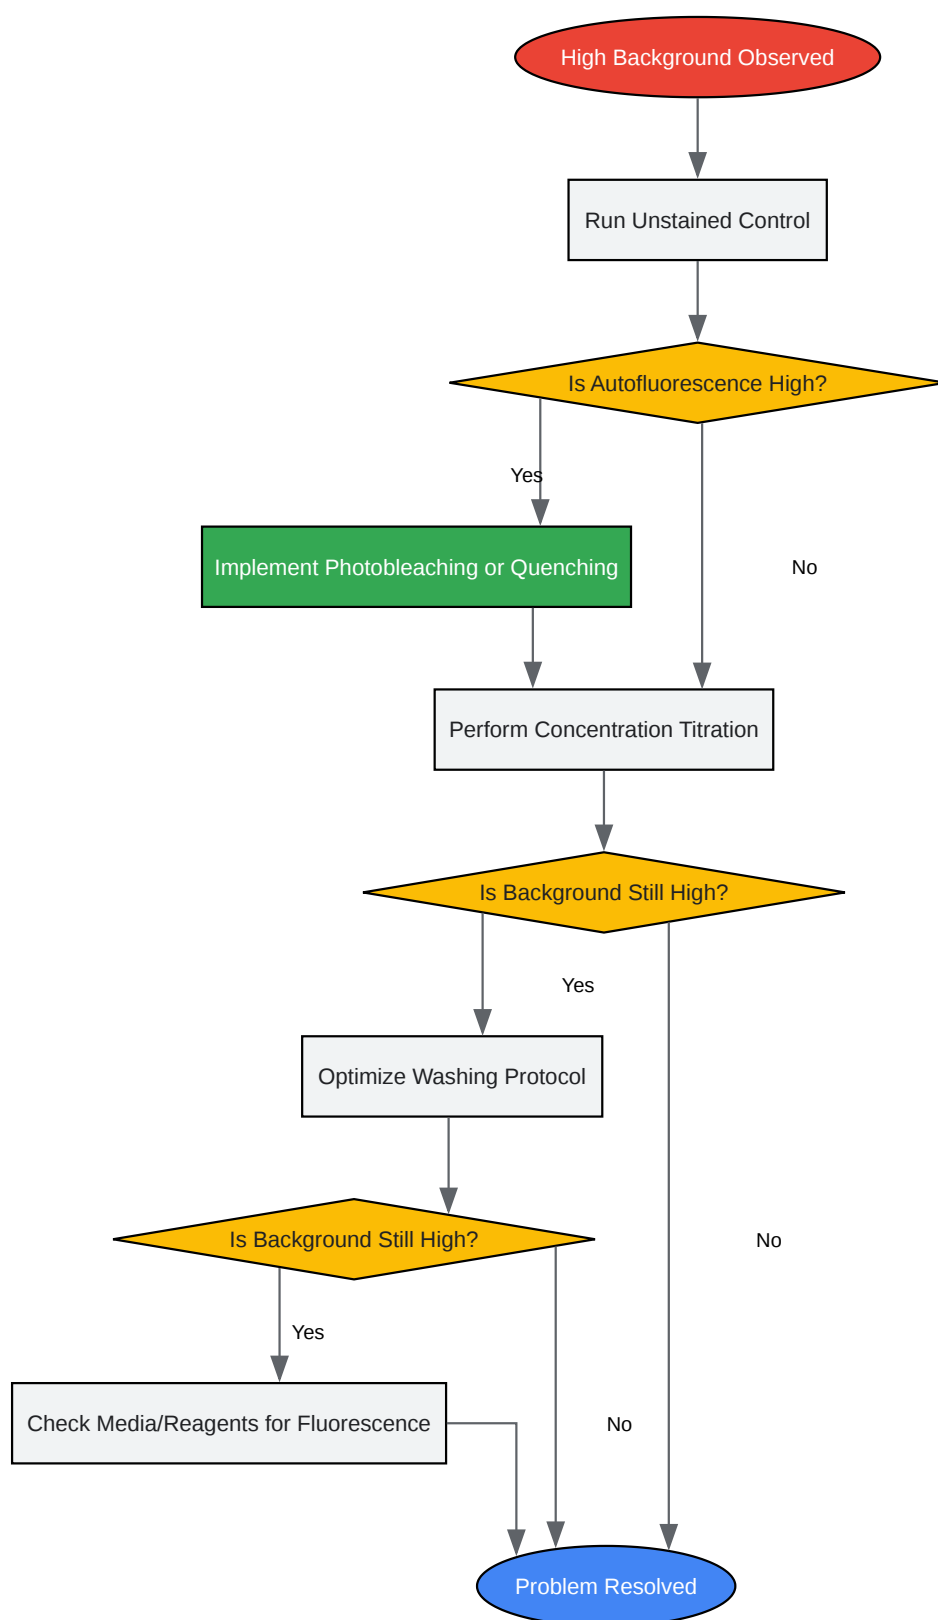 High Background Observed
Run Unstained Control
Is Autofluorescence High?
Yes
Implement Photobleaching or Quenching
No
Perform Concentration Titration
Is Background Still High?
Yes
Optimize Washing Protocol
Is Background Still High?
No
Yes
Check Media/Reagents for Fluorescence
No
Problem Resolved